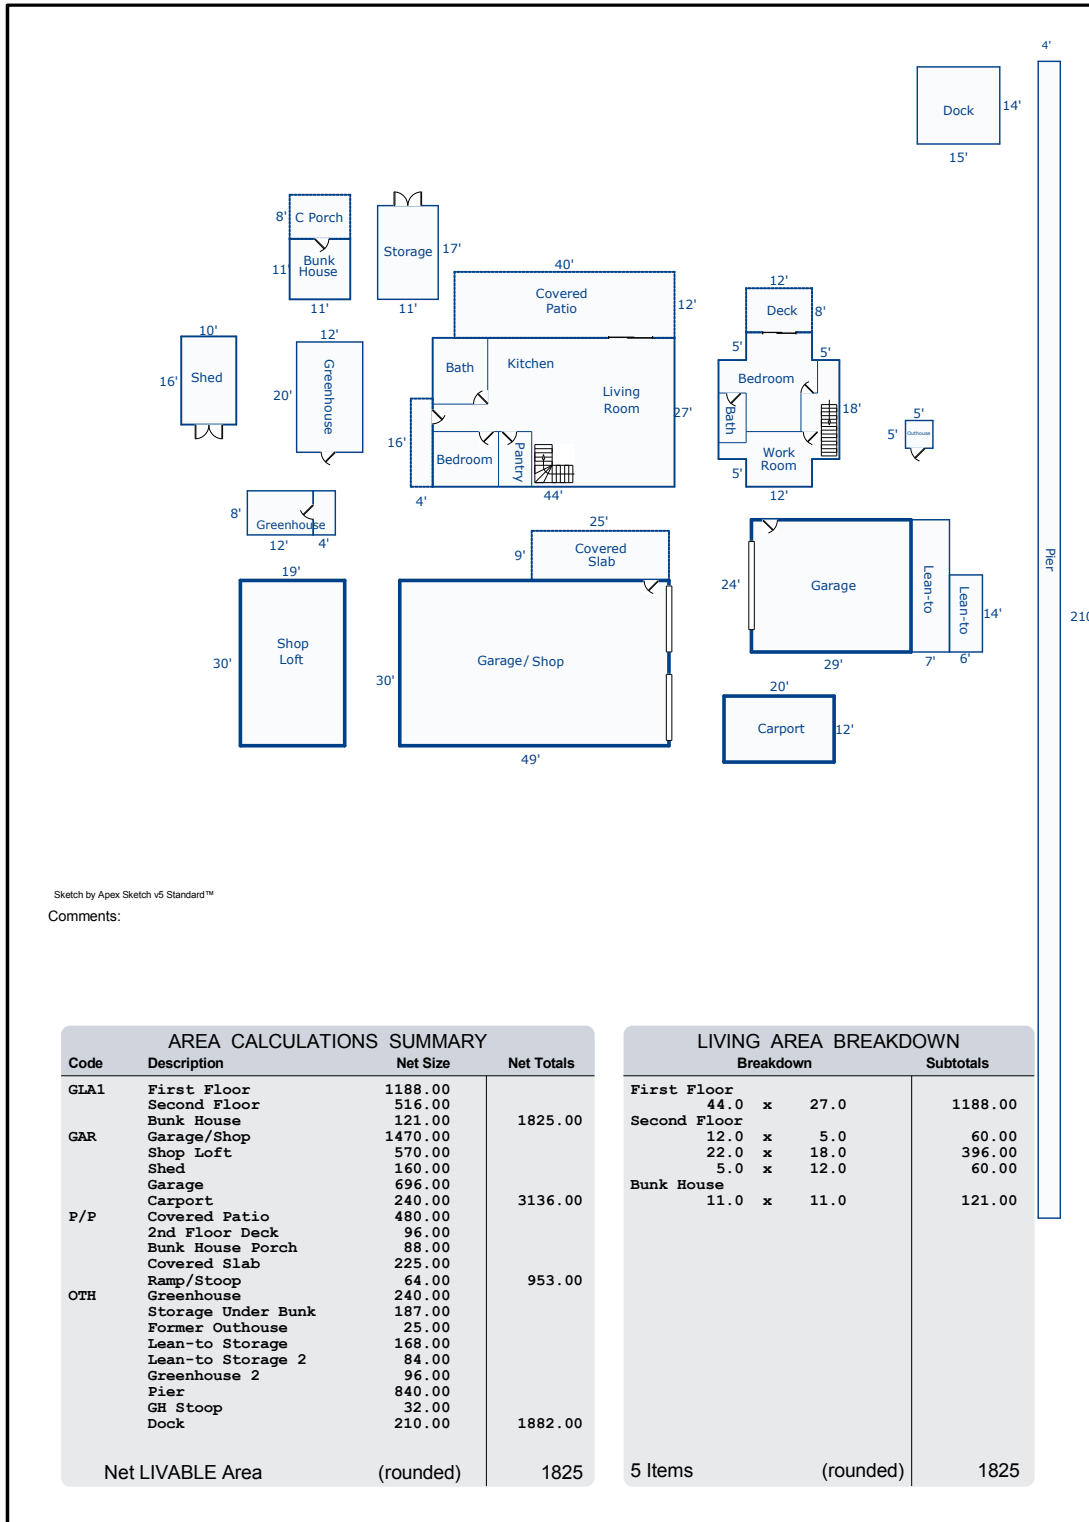 4'
Dock
14'
15'
8'
C Porch
Bunk
House
11'
11'
Storage
17'
11'
40'
Covered
Patio
12'
12'
Deck
8'
10'
16'
Shed
12'
20'
Greenhouse
Bath
Kitchen
Living
Room
27'
16'
Bedroom
Pantry
4'
44'
5'
5'
Bedroom
Bath
18'
Work
Room
5'
12'
5'
5'
Outhouse
8'
Greenhouse
12'
4'
25'
9'
Covered
Slab
24'
Garage
Lean-to
Lean-to
14'
29'
7'
6'
Pier
210
19'
30'
Shop
Loft
30'
Garage/ Shop
49'
20'
Carport
12'
Sketch by Apex Sketch v5 Standard™
Comments:
AREA CALCULATIONS SUMMARY
Code Description Net Size Net Totals
GLA1 First Floor 1188.00
Second Floor 516.00
Bunk House 121.00 1825.00
GAR Garage/Shop 1470.00
Shop Loft 570.00
Shed 160.00
Garage 696.00
Carport 240.00 3136.00
P/P Covered Patio 480.00
2nd Floor Deck 96.00
Bunk House Porch 88.00
Covered Slab 225.00
Ramp/Stoop 64.00 953.00
OTH Greenhouse 240.00
Storage Under Bunk 187.00
Former Outhouse 25.00
Lean-to Storage 168.00
Lean-to Storage 2 84.00
Greenhouse 2 96.00
Pier 840.00
GH Stoop 32.00
Dock 210.00 1882.00
Net LIVABLE Area (rounded) 1825
LIVING AREA BREAKDOWN
Breakdown Subtotals
First Floor
44.0 x 27.0 1188.00
Second Floor
12.0 x 5.0 60.00
22.0 x 18.0 396.00
5.0 x 12.0 60.00
Bunk House
11.0 x 11.0 121.00
5 Items (rounded) 1825